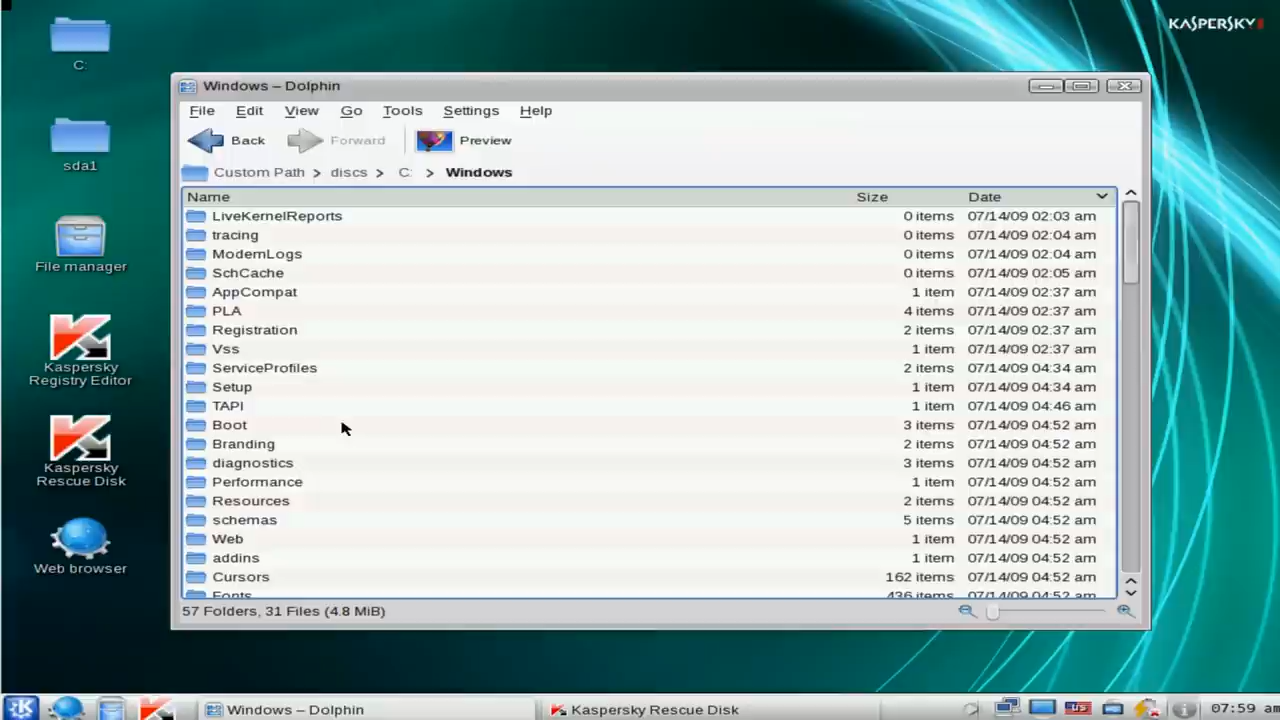 KASPERSKY
C:
sda1
File manager
Kaspersky
Registry Editor
Kaspersky
Rescue Disk
Web browser
Windows – Dolphin
File Edit View Go Tools Settings Help
Back Forward Preview
Custom Path > discs > C: > Windows
Name Size Date
LiveKernelReports 0 items 07/14/09 02:03 am
tracing 0 items 07/14/09 02:04 am
ModemLogs 0 items 07/14/09 02:04 am
SchCache 0 items 07/14/09 02:05 am
AppCompat 1 item 07/14/09 02:37 am
PLA 4 items 07/14/09 02:37 am
Registration 2 items 07/14/09 02:37 am
Vss 1 item 07/14/09 02:37 am
ServiceProfiles 2 items 07/14/09 04:34 am
Setup 1 item 07/14/09 04:34 am
TAPI 1 item 07/14/09 04:46 am
Boot 3 items 07/14/09 04:52 am
Branding 2 items 07/14/09 04:52 am
diagnostics 3 items 07/14/09 04:52 am
Performance 1 item 07/14/09 04:52 am
Resources 2 items 07/14/09 04:52 am
schemas 5 items 07/14/09 04:52 am
Web 1 item 07/14/09 04:52 am
addins 1 item 07/14/09 04:52 am
Cursors 162 items 07/14/09 04:52 am
Fonts 436 items 07/14/09 04:52 am
57 Folders, 31 Files (4.8 MiB)
Windows – Dolphin
Kaspersky Rescue Disk
US
07:59 am